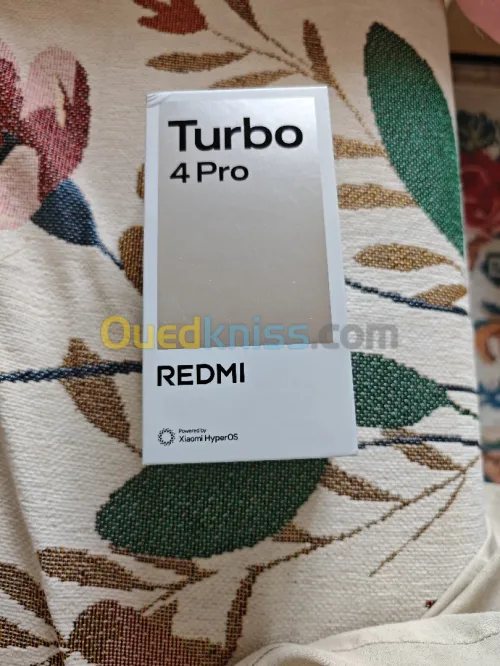 Turbo
4 Pro
Ouedkniss.com
REDMI
Powered by
Xiaomi HyperOS